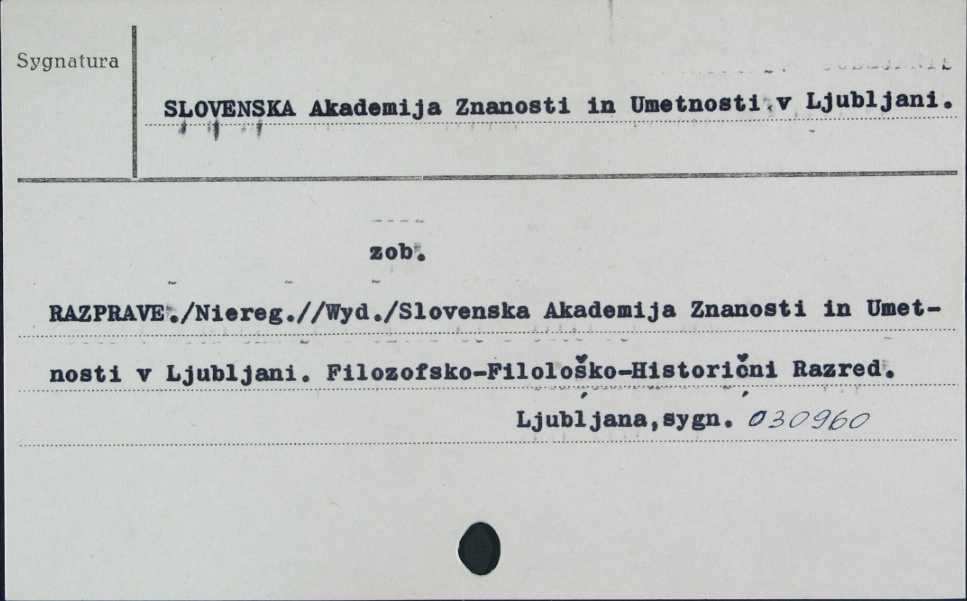 Sygnatura
SLOVENSKA Akademija Znanosti in Umetnosti v Ljubljani.
zob.
RAZPRAVE./Niereg.//Wyd./Slovenska Akademija Znanosti in Umet-
nosti v Ljubljani. Filozofsko-Filološko-Historični Razred.
Ljubljana,sygn. 030960